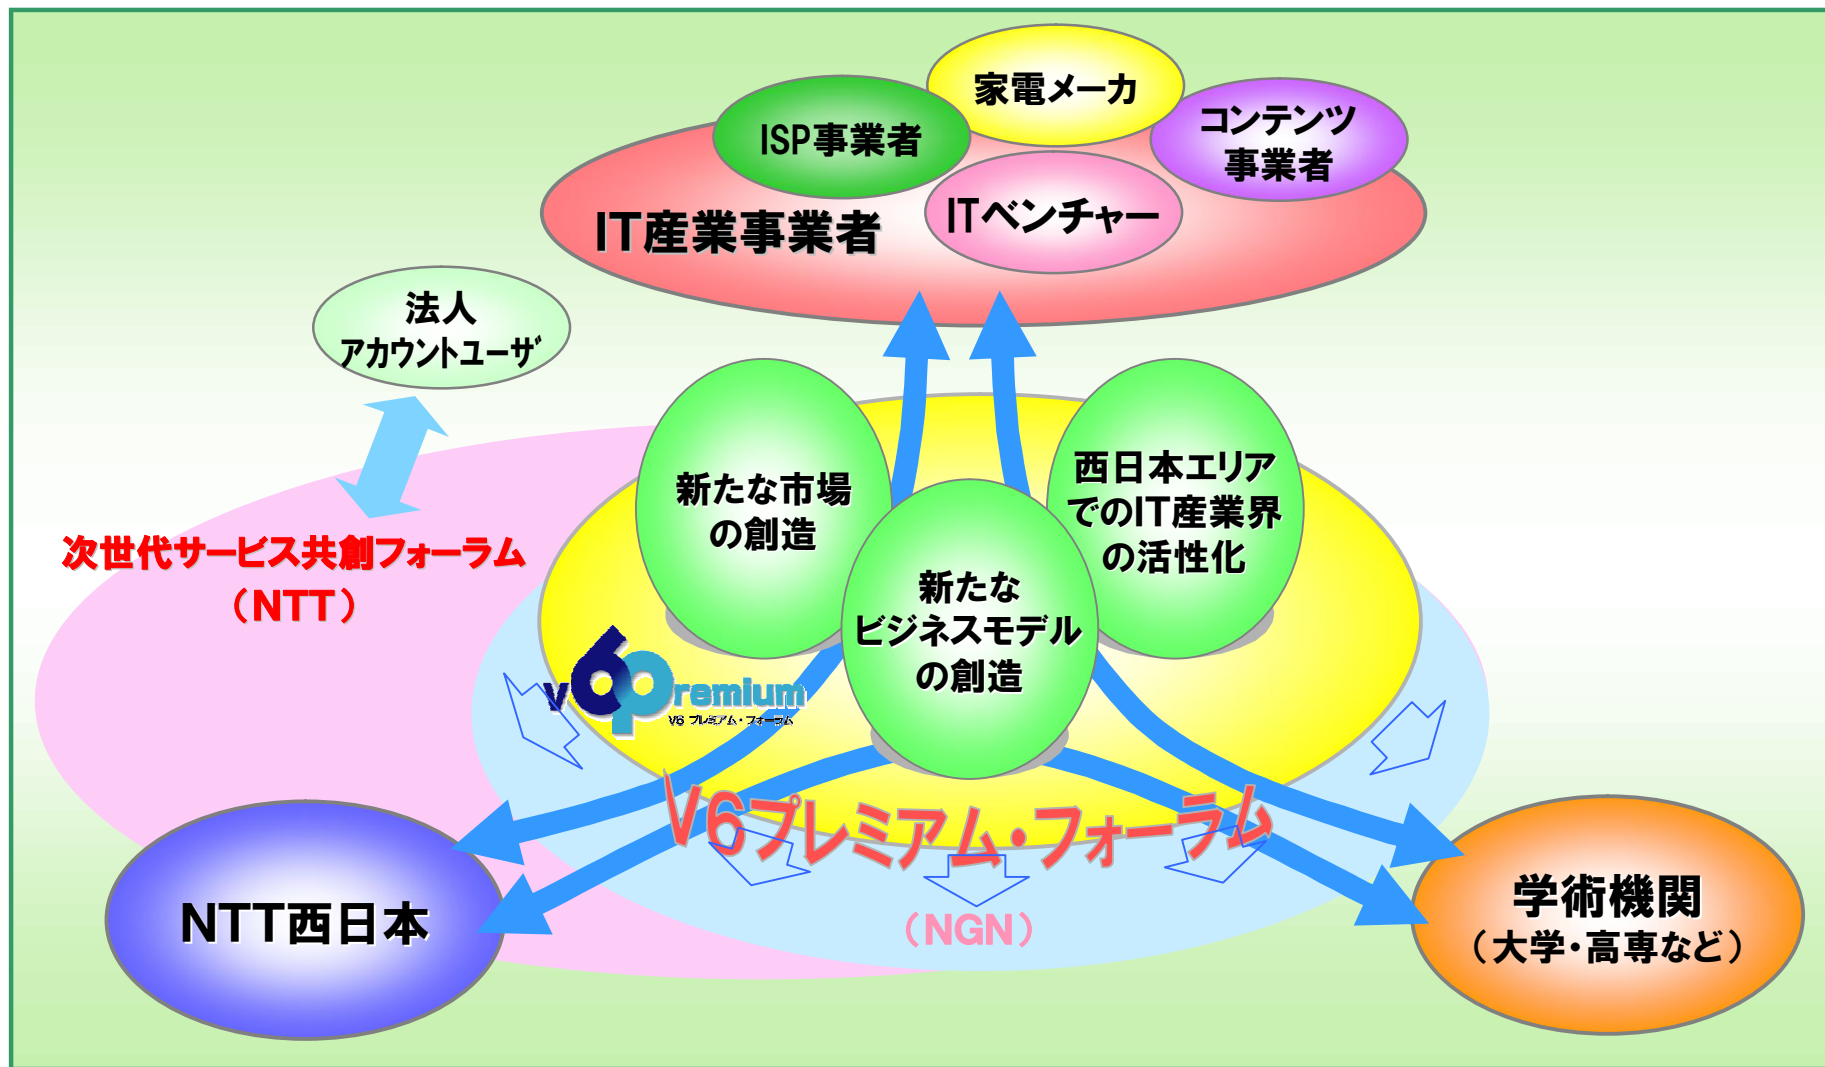 家電メーカ
コンテンツ
事業者
ISP事業者
ITベンチャー
IT産業事業者
法人
アカウントユーザ
新たな市場
の創造
西日本エリア
でのIT産業界
の活性化
新たな
ビジネスモデル
の創造
次世代サービス共創フォーラム
（NTT）
v6premium
V6 プレミアム・フォーラム
V6プレミアム・フォーラム
（NGN）
NTT西日本
学術機関
（大学・高専など）